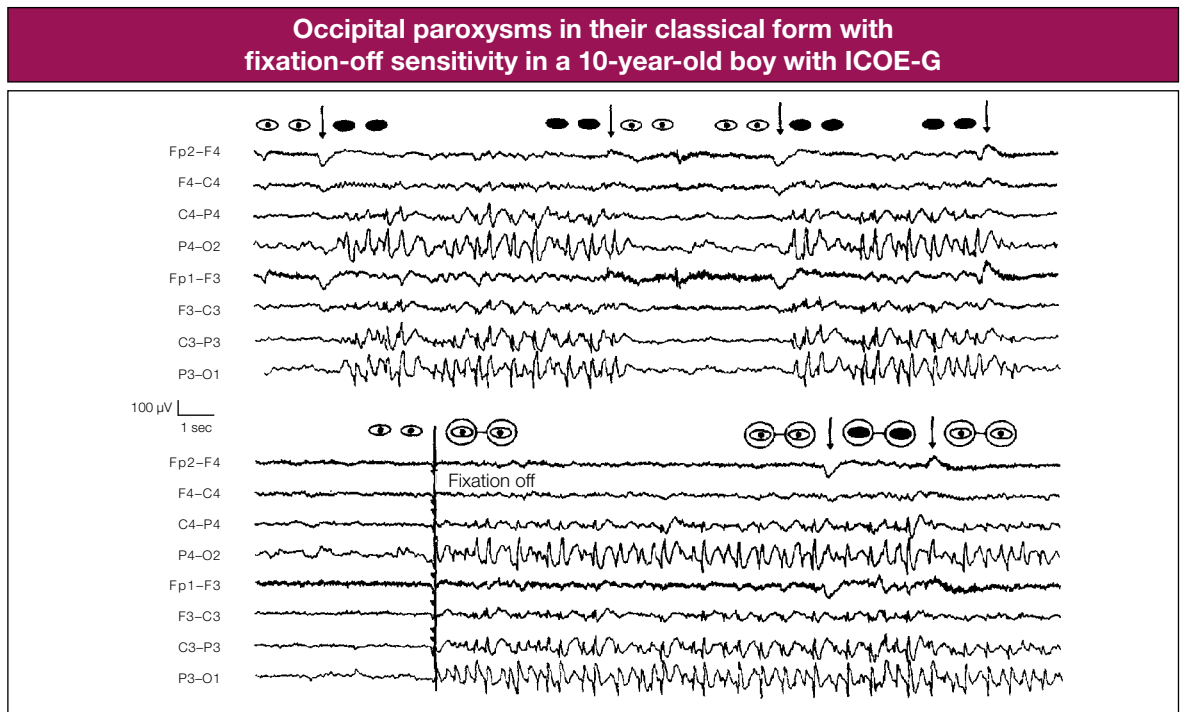 Occipital paroxysms in their classical form with
fixation-off sensitivity in a 10-year-old boy with ICOE-G
Fp2–F4
F4–C4
C4–P4
P4–O2
Fp1–F3
F3–C3
C3–P3
P3–O1
100 µV
1 sec
Fp2–F4
Fixation off
F4–C4
C4–P4
P4–O2
Fp1–F3
F3–C3
C3–P3
P3–O1